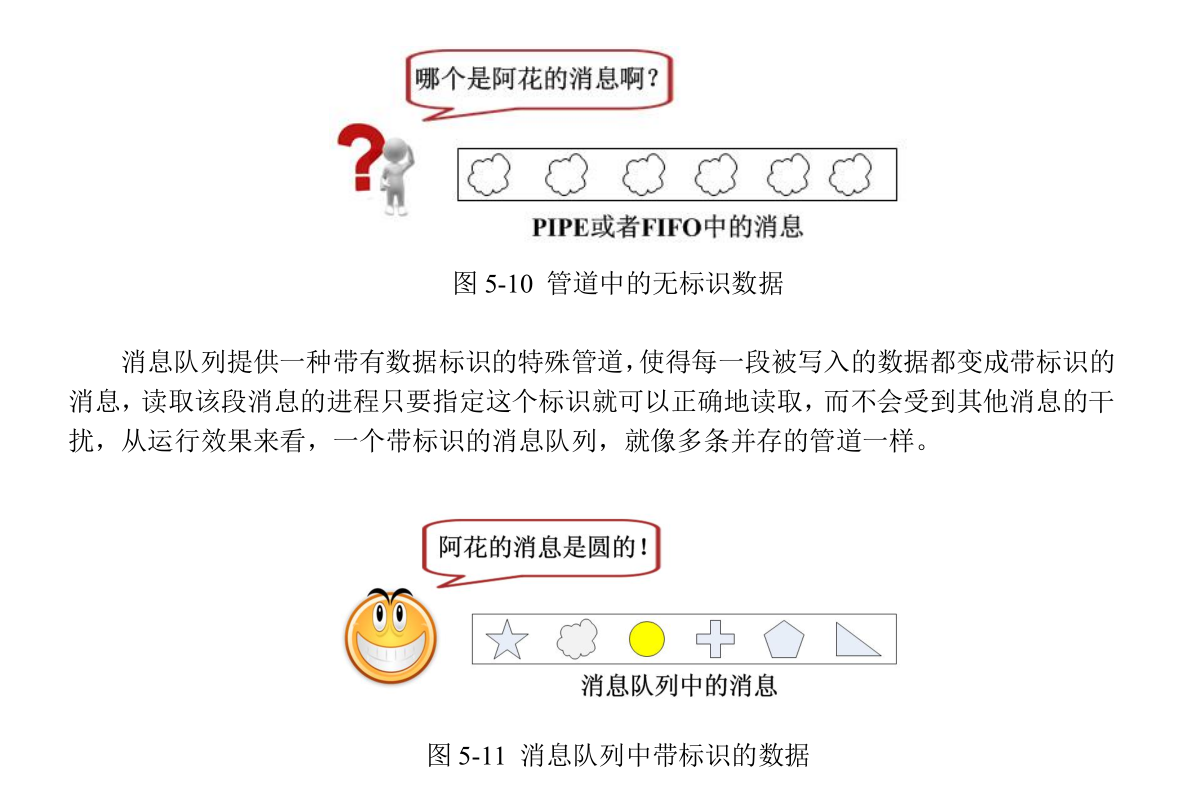 哪个是阿花的消息啊？
PIPE或者FIFO中的消息
图 5-10 管道中的无标识数据
消息队列提供一种带有数据标识的特殊管道，使得每一段被写入的数据都变成带标识的
消息，读取该段消息的进程只要指定这个标识就可以正确地读取，而不会受到其他消息的干
扰，从运行效果来看，一个带标识的消息队列，就像多条并存的管道一样。
阿花的消息是圆的！
消息队列中的消息
图 5-11 消息队列中带标识的数据